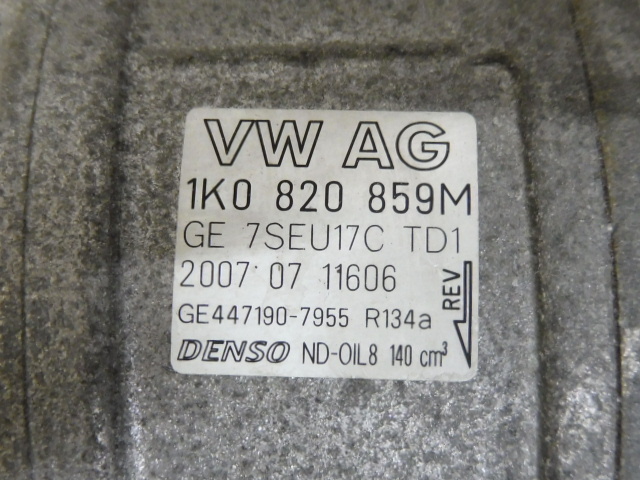 VW AG
1K0 820 859M
GE 7SEU17C TD1
2007 07 11606
REV
GE447190-7955 R134a
DENSO ND-OIL8 140 cm³